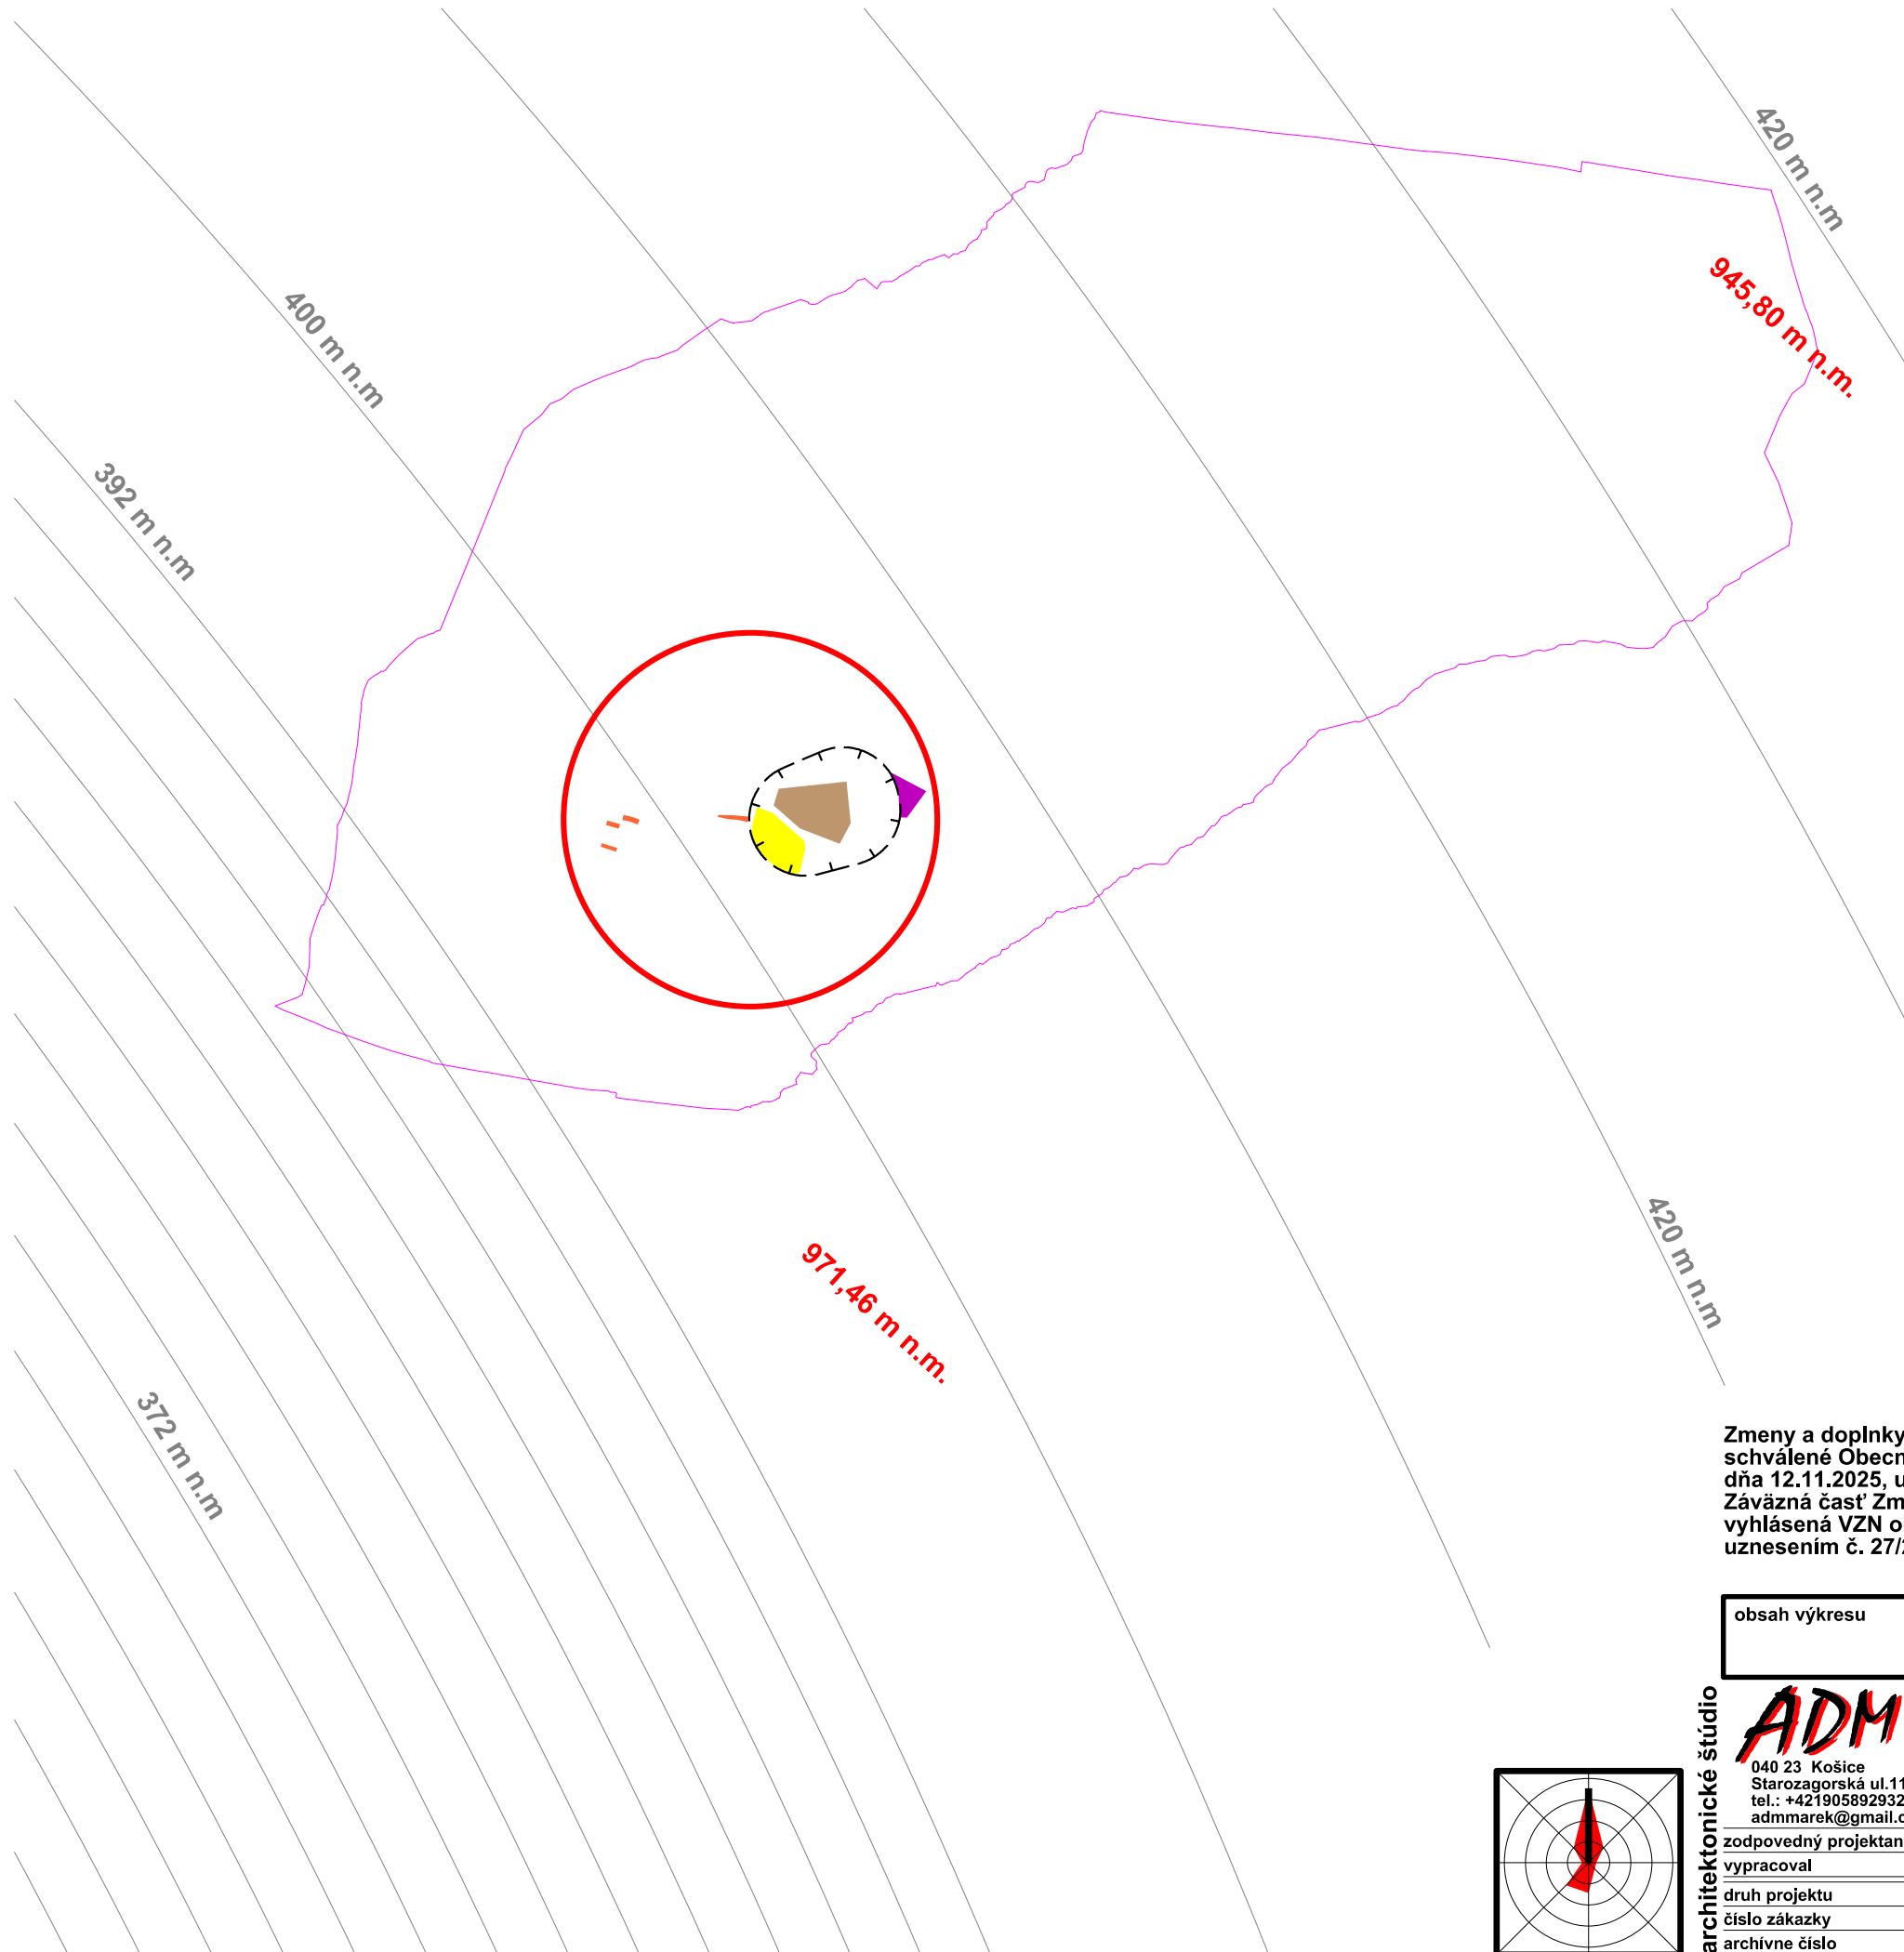 420 m n.m
945,80 m n.m.
400 m n.m
392 m n.m
420 m n.m
971,46 m n.m.
372 m n.m
Zmeny a doplnky
schválené Obecn
dňa 12.11.2025, u
Záväzná časť Zm
vyhlásená VZN o
uznesením č. 27/
obsah výkresu
architektonické štúdio
ADM
040 23 Košice
Starozagorská ul.11
tel.: +421905892932
admmarek@gmail.c
zodpovedný projektan
vypracoval
druh projektu
číslo zákazky
archívne číslo